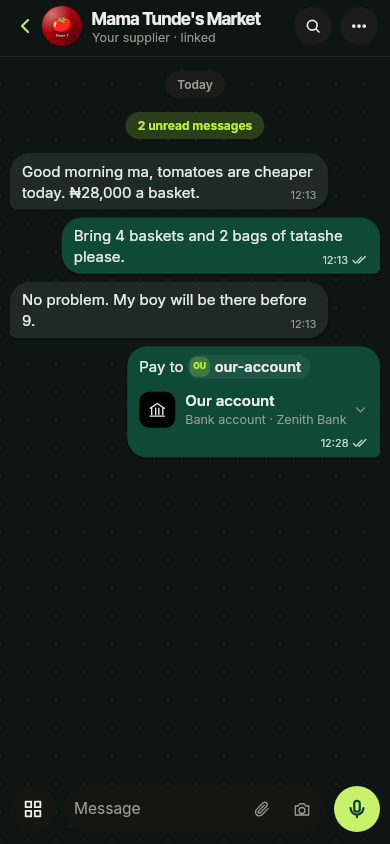 Mama Tunde's Market
Your supplier · linked
Today
2 unread messages
Good morning ma, tomatoes are cheaper
today. ₦28,000 a basket.
12:13
Bring 4 baskets and 2 bags of tatashe
please.
12:13
No problem. My boy will be there before
9.
12:13
Pay to OU our-account
Our account
Bank account · Zenith Bank
12:28
Message